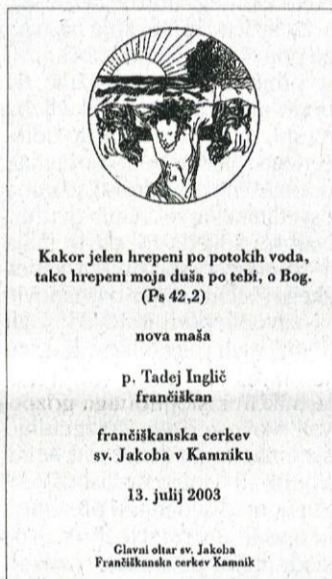 Kakor jelen hrepeni po potokih voda,
tako hrepeni moja duša po tebi, o Bog.
(Ps 42,2)
nova maša
p. Tadej Inglič
frančiškan
frančiškanska cerkev
sv. Jakoba v Kamniku
13. julij 2003
Glavni oltar sv. Jakoba
Frančiškanska cerkev Kamnik